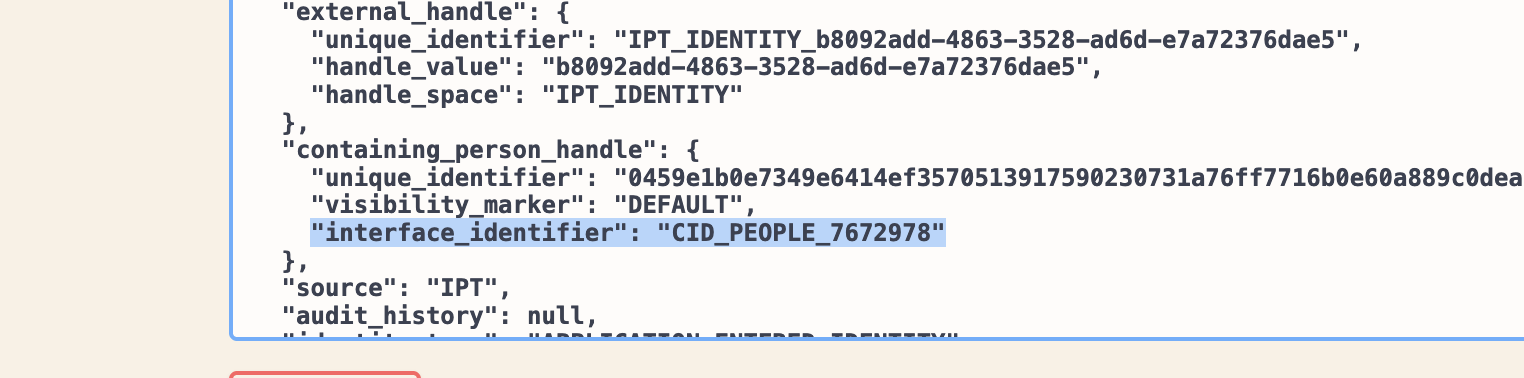 "external_handle": {
"unique_identifier": "IPT_IDENTITY_b8092add-4863-3528-ad6d-e7a72376dae5",
"handle_value": "b8092add-4863-3528-ad6d-e7a72376dae5",
"handle_space": "IPT_IDENTITY"
},
"containing_person_handle": {
"unique_identifier": "0459e1b0e7349e6414ef3570513917590230731a76ff7716b0e60a889c0dea
"visibility_marker": "DEFAULT",
"interface_identifier": "CID_PEOPLE_7672978"
},
"source": "IPT",
"audit_history": null,